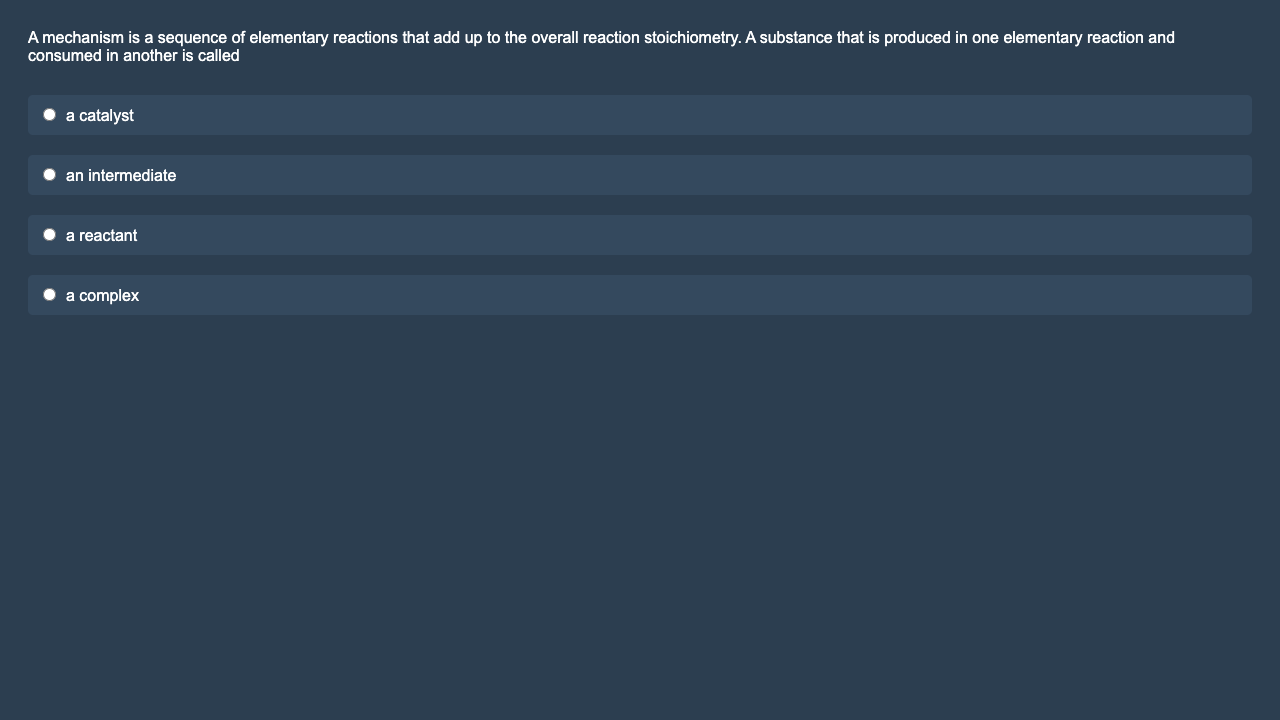 A mechanism is a sequence of elementary reactions that add up to the overall reaction stoichiometry. A substance that is produced in one elementary reaction and
consumed in another is called
a catalyst
an intermediate
a reactant
a complex